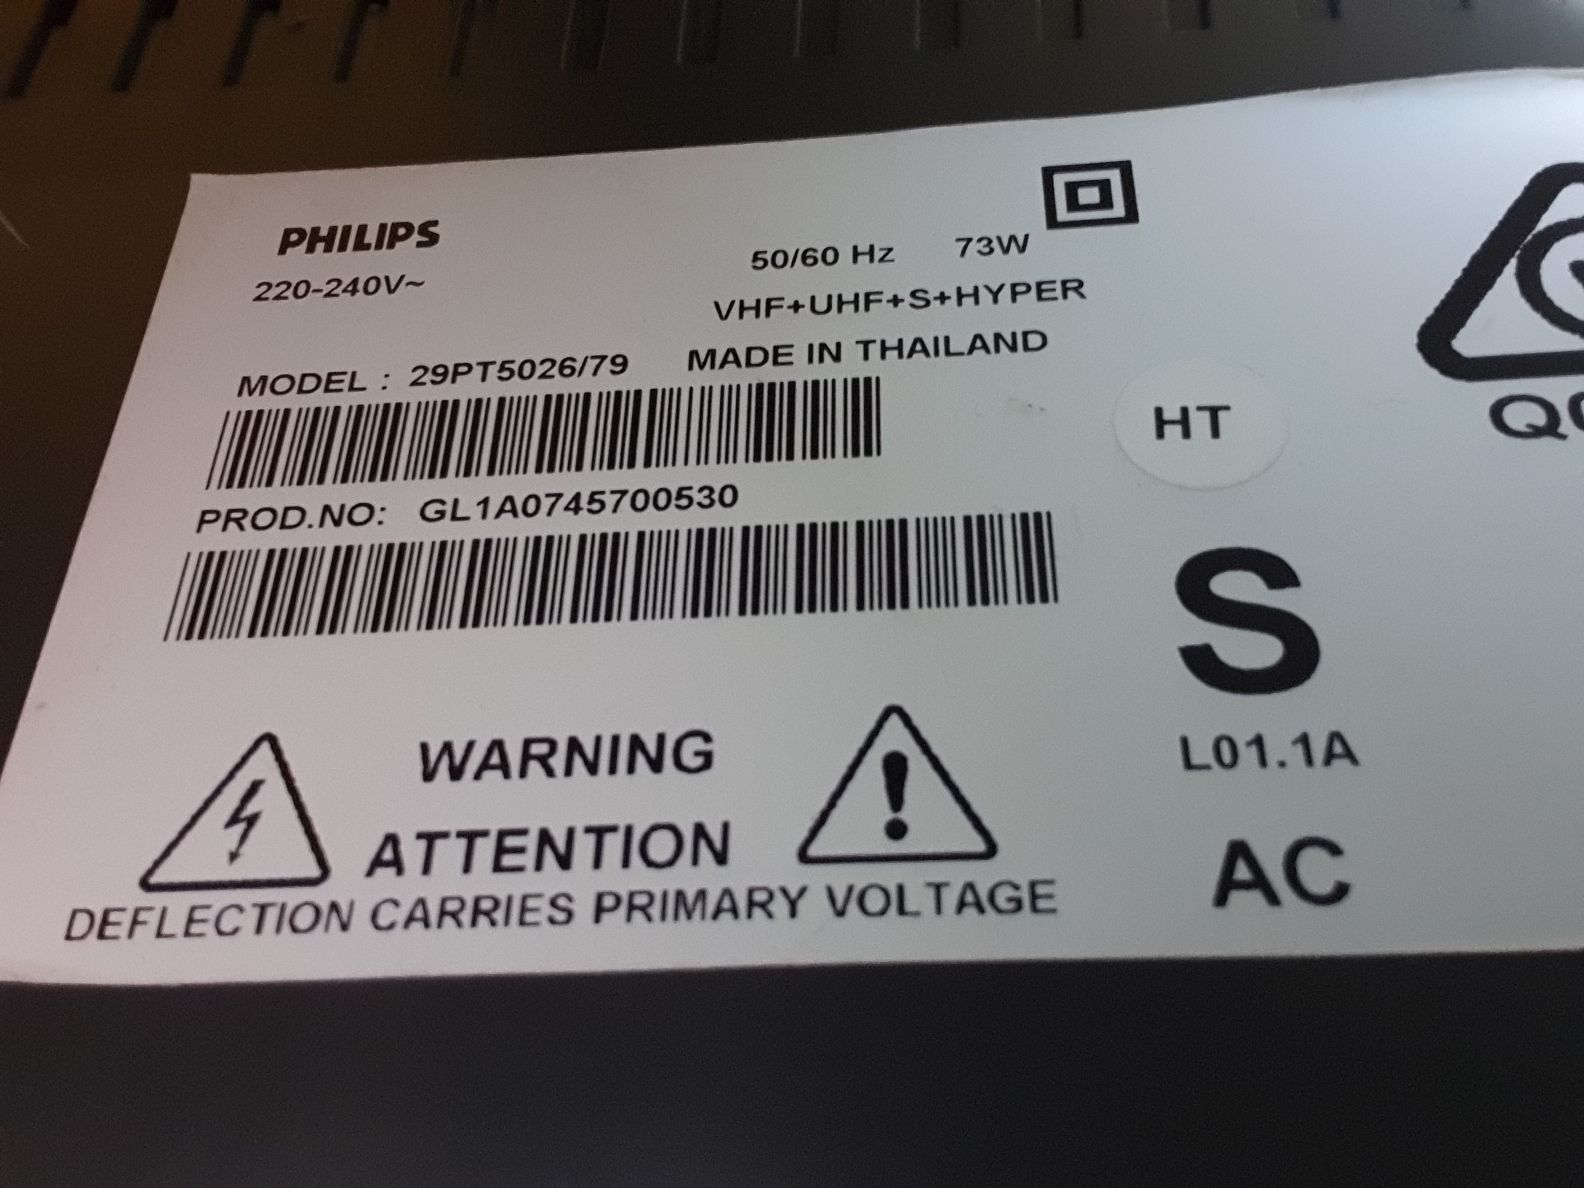 PHILIPS
220-240V~
50/60 Hz 73W
VHF+UHF+S+HYPER
MODEL : 29PT5026/79 MADE IN THAILAND
HT
PROD.NO: GL1A0745700530
S
L01.1A
AC
WARNING
ATTENTION
DEFLECTION CARRIES PRIMARY VOLTAGE